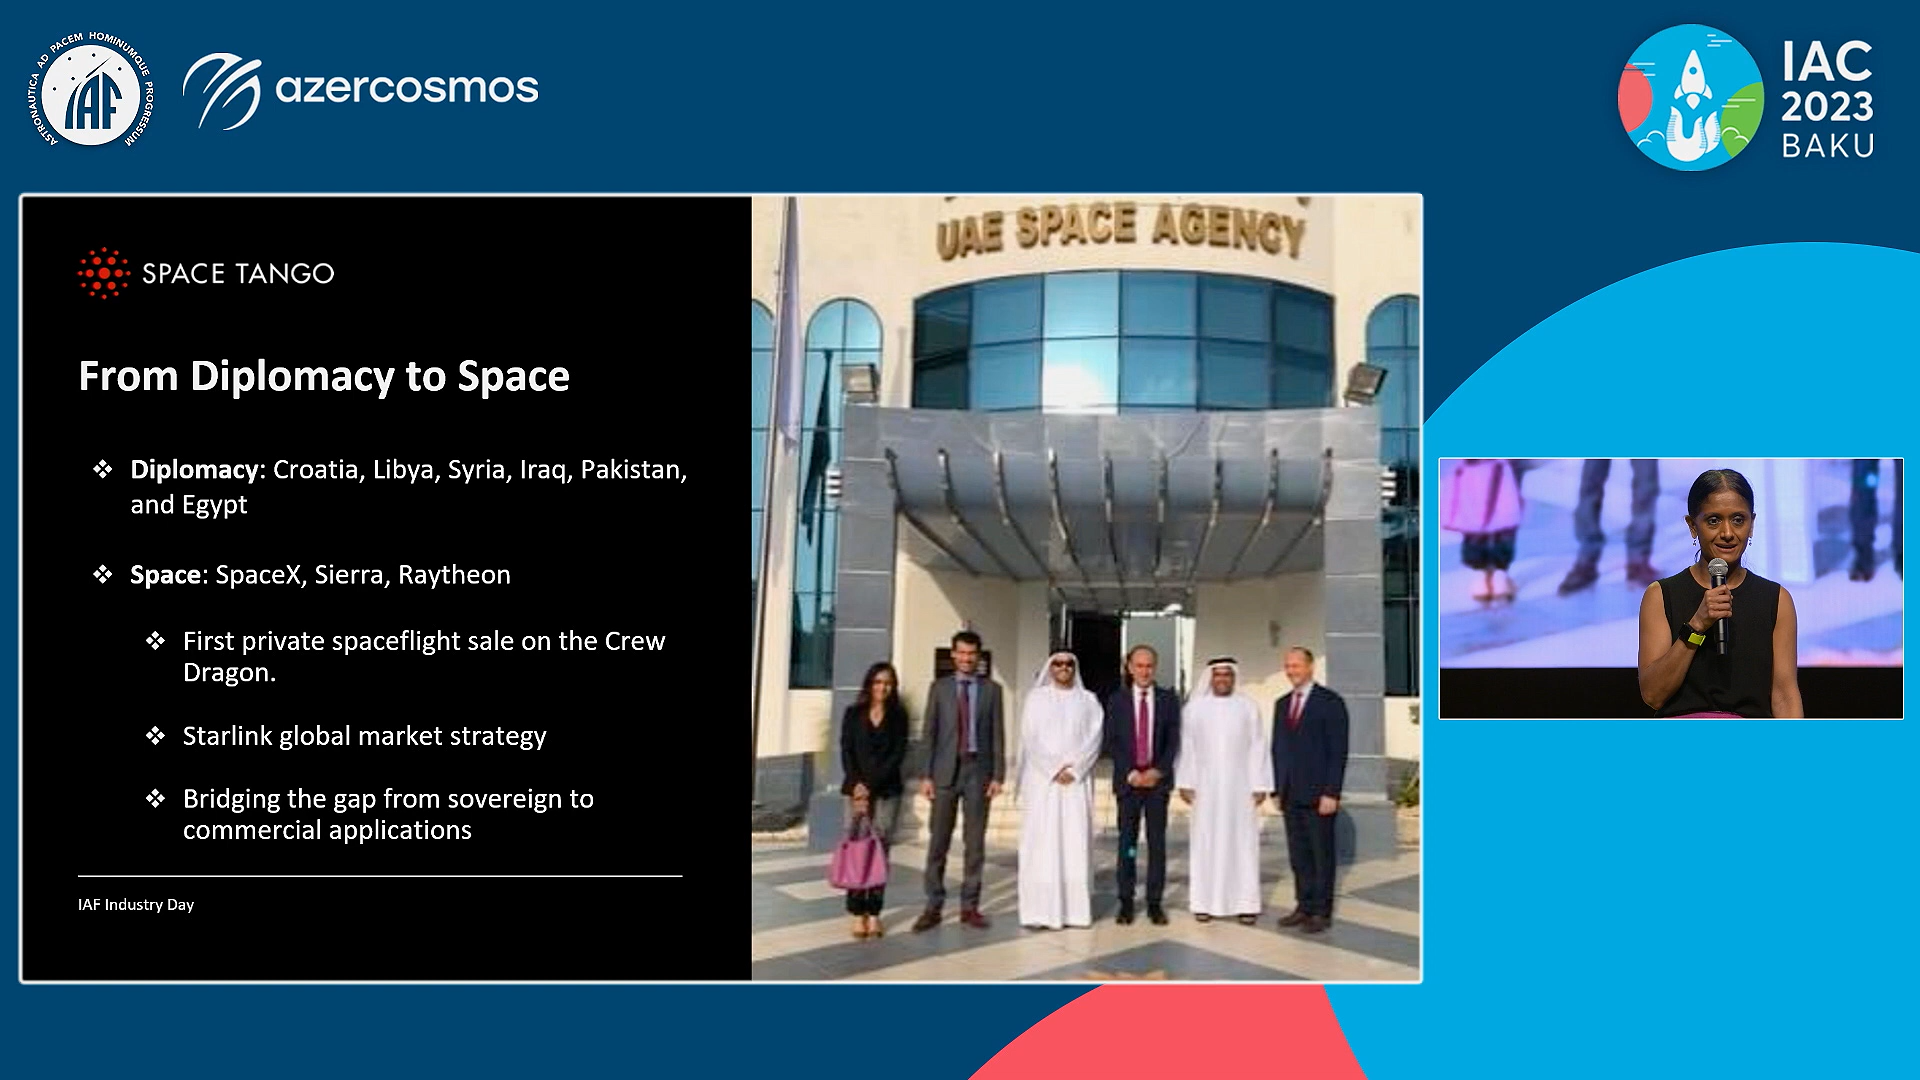 ASTRONAUTICA AD PACEM HOMINUMQUE PROGRESSUM
IAF
azercosmos
IAC
2023
BAKU
UAE SPACE AGENCY
SPACE TANGO
From Diplomacy to Space
❖ Diplomacy: Croatia, Libya, Syria, Iraq, Pakistan,
and Egypt
❖ Space: SpaceX, Sierra, Raytheon
❖ First private spaceflight sale on the Crew
Dragon.
❖ Starlink global market strategy
❖ Bridging the gap from sovereign to
commercial applications
IAF Industry Day